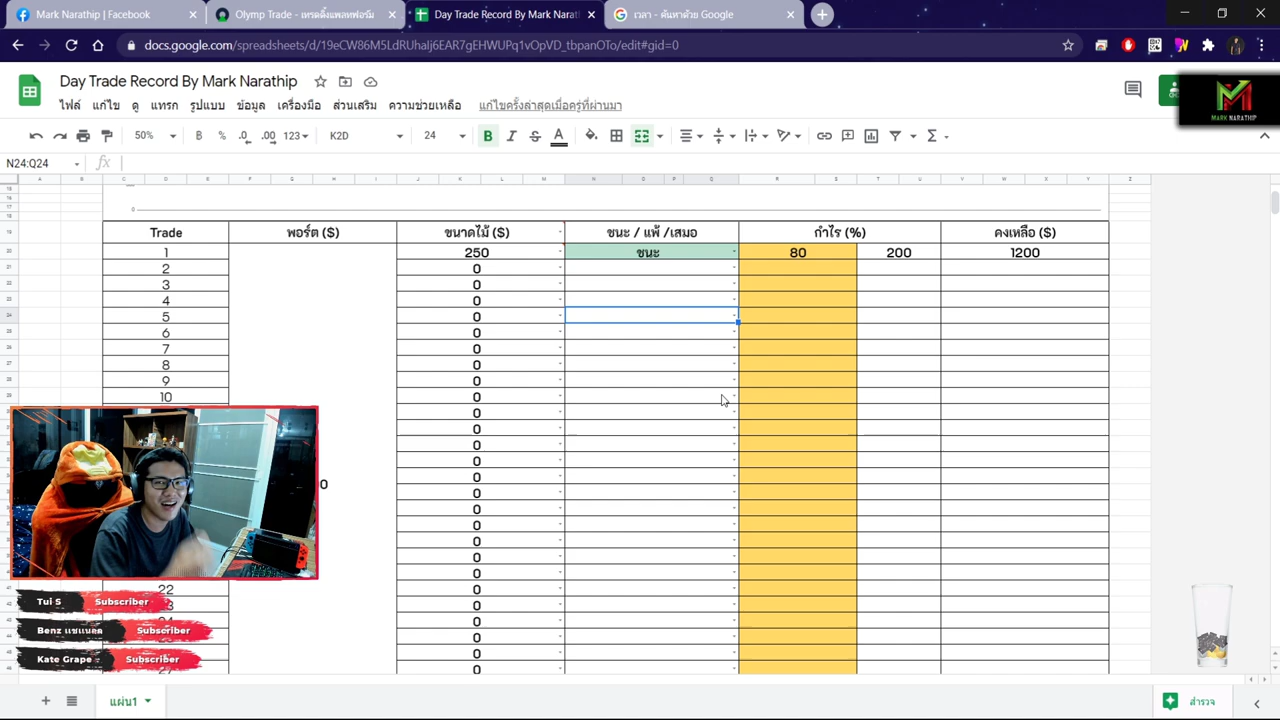 Mark Narathip | Facebook
Olymp Trade - เทรดดิ้งแพลทฟอร์ม
Day Trade Record By Mark Narat
เวลา - ค้นหาด้วย Google
docs.google.com/spreadsheets/d/19eCW86M5LdRUhaIj6EAR7gEHWUPq1vOpVD_tbpanOTo/edit#gid=0
Day Trade Record By Mark Narathip
ไฟล์ แก้ไข ดู แทรก รูปแบบ ข้อมูล เครื่องมือ ส่วนเสริม ความช่วยเหลือ แก้ไขครั้งล่าสุดเมื่อครู่ที่ผ่านมา
MARK NARATHIP
50% ฿ % .0 .00 123 K2D 24 B I S A
N24:Q24 fx
A B C D E F G H I J K L M N O P Q R S T U V W X Y Z
0
Trade พอร์ต ($) ขนาดไม้ ($) ชนะ / แพ้ /เสมอ กำไร (%) คงเหลือ ($)
1 250 ชนะ 80 200 1200
2 0
3 0
4 0
5 0
6 0
7 0
8 0
9 0
10 0
0
0
0
0
0
0 0
0
0
0
0
0
22 0
0
0
0
0
0
Tui S Subscriber
Benz แชแนล Subscriber
Kate Grape Subscriber
แผ่น1
สำรวจ